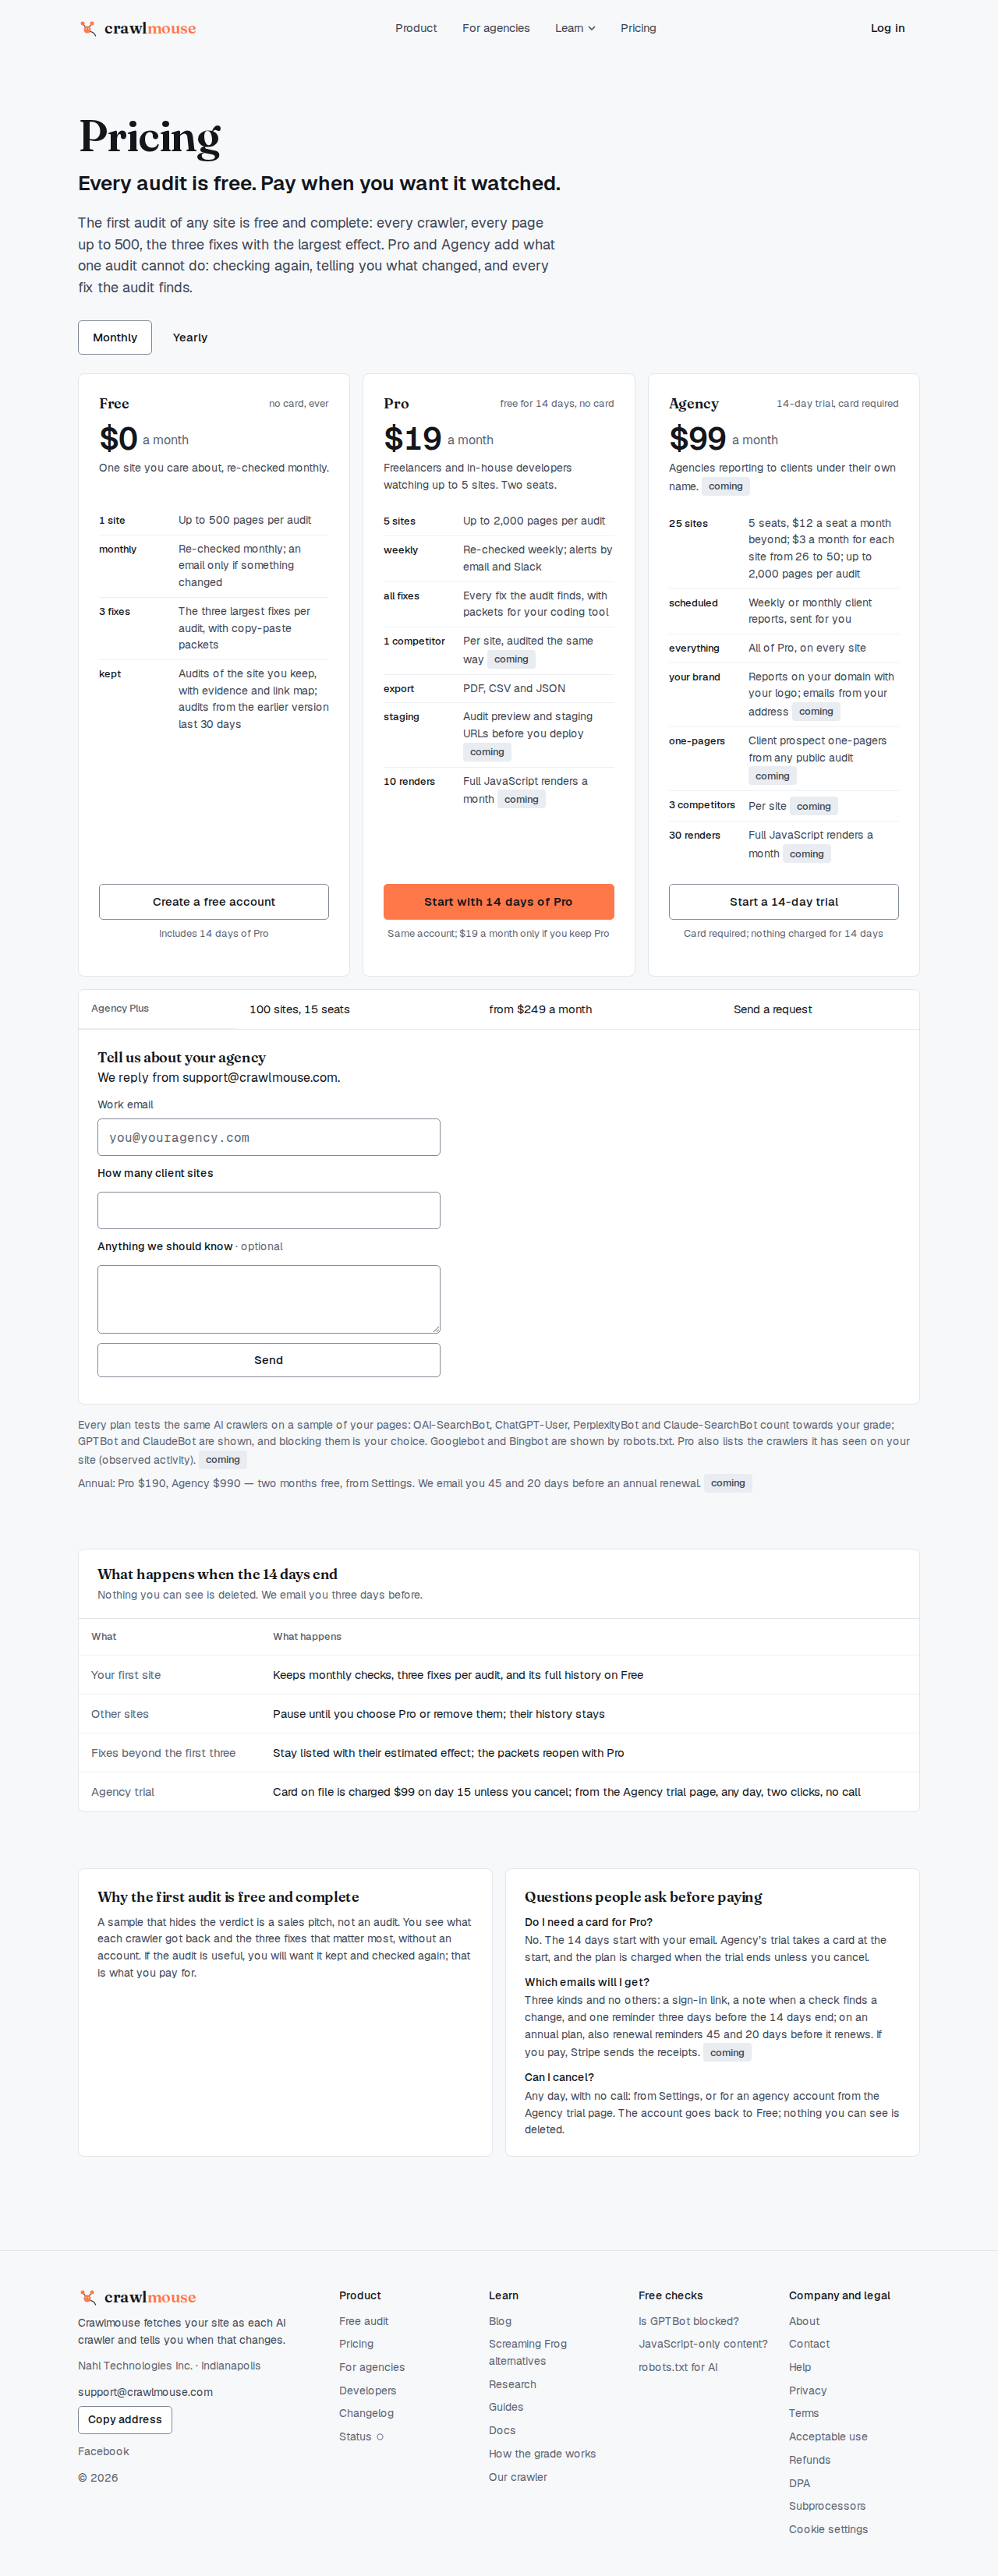 crawlmouse
Product
For agencies
Learn
Pricing
Log in
Pricing
Every audit is free. Pay when you want it watched.
The first audit of any site is free and complete: every crawler, every page
up to 500, the three fixes with the largest effect. Pro and Agency add what
one audit cannot do: checking again, telling you what changed, and every
fix the audit finds.
Monthly
Yearly
Free
no card, ever
$0 a month
One site you care about, re-checked monthly.
1 site
Up to 500 pages per audit
monthly
Re-checked monthly; an
email only if something
changed
3 fixes
The three largest fixes per
audit, with copy-paste
packets
kept
Audits of the site you keep,
with evidence and link map;
audits from the earlier version
last 30 days
Create a free account
Includes 14 days of Pro
Pro
free for 14 days, no card
$19 a month
Freelancers and in-house developers
watching up to 5 sites. Two seats.
5 sites
Up to 2,000 pages per audit
weekly
Re-checked weekly; alerts by
email and Slack
all fixes
Every fix the audit finds, with
packets for your coding tool
1 competitor
Per site, audited the same
way coming
export
PDF, CSV and JSON
staging
Audit preview and staging
URLs before you deploy
coming
10 renders
Full JavaScript renders a
month coming
Start with 14 days of Pro
Same account; $19 a month only if you keep Pro
Agency
14-day trial, card required
$99 a month
Agencies reporting to clients under their own
name. coming
25 sites
5 seats, $12 a seat a month
beyond; $3 a month for each
site from 26 to 50; up to
2,000 pages per audit
scheduled
Weekly or monthly client
reports, sent for you
everything
All of Pro, on every site
your brand
Reports on your domain with
your logo; emails from your
address coming
one-pagers
Client prospect one-pagers
from any public audit
coming
3 competitors
Per site coming
30 renders
Full JavaScript renders a
month coming
Start a 14-day trial
Card required; nothing charged for 14 days
Agency Plus
100 sites, 15 seats
from $249 a month
Send a request
Tell us about your agency
We reply from support@crawlmouse.com.
Work email
you@youragency.com
How many client sites
Anything we should know · optional
Send
Every plan tests the same AI crawlers on a sample of your pages: OAI-SearchBot, ChatGPT-User, PerplexityBot and Claude-SearchBot count towards your grade;
GPTBot and ClaudeBot are shown, and blocking them is your choice. Googlebot and Bingbot are shown by robots.txt. Pro also lists the crawlers it has seen on your
site (observed activity). coming
Annual: Pro $190, Agency $990 — two months free, from Settings. We email you 45 and 20 days before an annual renewal. coming
What happens when the 14 days end
Nothing you can see is deleted. We email you three days before.
What
What happens
Your first site
Keeps monthly checks, three fixes per audit, and its full history on Free
Other sites
Pause until you choose Pro or remove them; their history stays
Fixes beyond the first three
Stay listed with their estimated effect; the packets reopen with Pro
Agency trial
Card on file is charged $99 on day 15 unless you cancel; from the Agency trial page, any day, two clicks, no call
Why the first audit is free and complete
A sample that hides the verdict is a sales pitch, not an audit. You see what
each crawler got back and the three fixes that matter most, without an
account. If the audit is useful, you will want it kept and checked again; that
is what you pay for.
Questions people ask before paying
Do I need a card for Pro?
No. The 14 days start with your email. Agency's trial takes a card at the
start, and the plan is charged when the trial ends unless you cancel.
Which emails will I get?
Three kinds and no others: a sign-in link, a note when a check finds a
change, and one reminder three days before the 14 days end; on an
annual plan, also renewal reminders 45 and 20 days before it renews. If
you pay, Stripe sends the receipts. coming
Can I cancel?
Any day, with no call: from Settings, or for an agency account from the
Agency trial page. The account goes back to Free; nothing you can see is
deleted.
crawlmouse
Crawlmouse fetches your site as each AI
crawler and tells you when that changes.
Nahl Technologies Inc. · Indianapolis
support@crawlmouse.com
Copy address
Facebook
© 2026
Product
Free audit
Pricing
For agencies
Developers
Changelog
Status
Learn
Blog
Screaming Frog
alternatives
Research
Guides
Docs
How the grade works
Our crawler
Free checks
Is GPTBot blocked?
JavaScript-only content?
robots.txt for AI
Company and legal
About
Contact
Help
Privacy
Terms
Acceptable use
Refunds
DPA
Subprocessors
Cookie settings